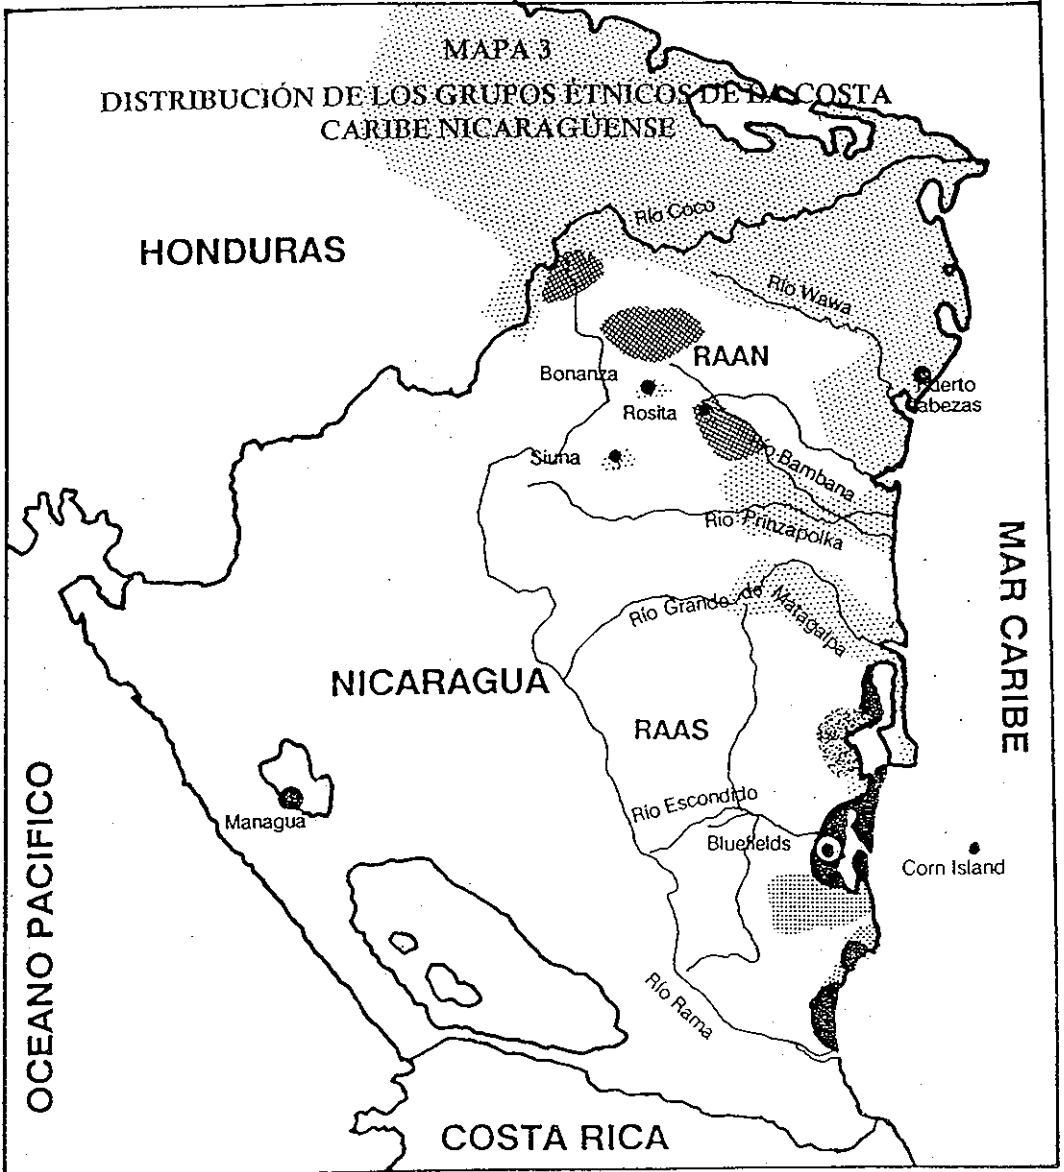 MAPA 3
DISTRIBUCIÓN DE LOS GRUPOS ÉTNICOS DE LA COSTA
CARIBE NICARAGUENSE
Río Coco
HONDURAS
Río Wawa
RAAN
Bonanza
Puerto
Cabezas
Rosita
Siuna
Río Bambana
Río Prinzapolka
MAR CARIBE
Río Grande de Matagalpa
NICARAGUA
RAAS
Río Escondido
Managua
Bluefields
Corn Island
OCEANO PACIFICO
Río Rama
COSTA RICA